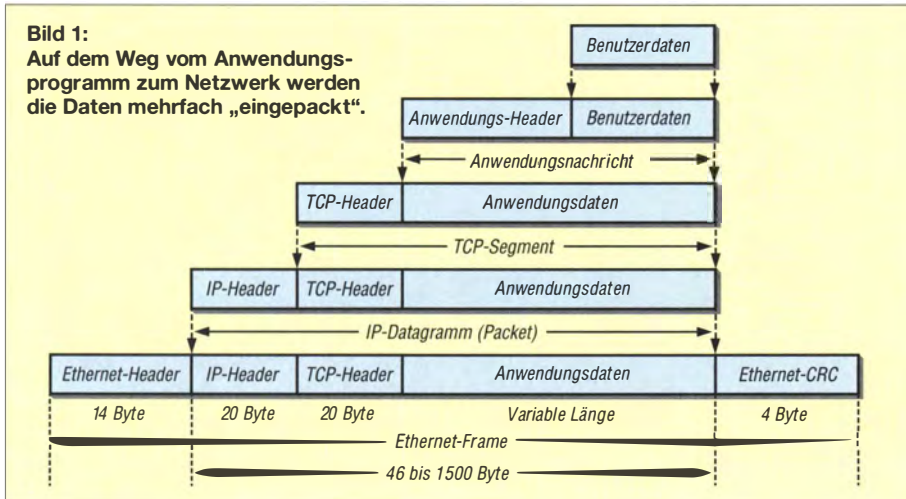 Bild 1:
Auf dem Weg vom Anwendungs-
programm zum Netzwerk werden
die Daten mehrfach „eingepackt“.
Benutzerdaten
Anwendungs-Header Benutzerdaten
Anwendungsnachricht
TCP-Header Anwendungsdaten
TCP-Segment
IP-Header TCP-Header Anwendungsdaten
IP-Datagramm (Packet)
Ethernet-Header IP-Header TCP-Header Anwendungsdaten Ethernet-CRC
14 Byte 20 Byte 20 Byte Variable Länge 4 Byte
Ethernet-Frame
46 bis 1500 Byte